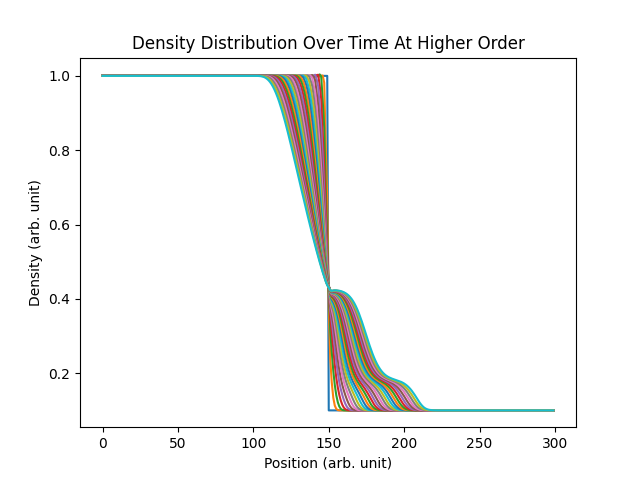 Density Distribution Over Time At Higher Order
1.0
0.8
0.6
0.4
0.2
Density (arb. unit)
0 50 100 150 200 250 300
Position (arb. unit)